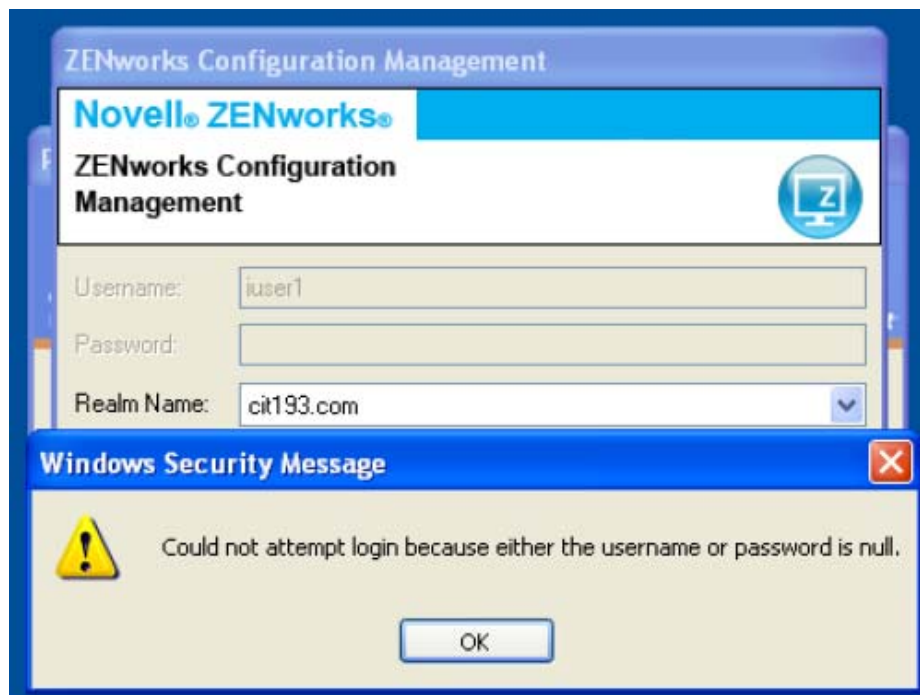 ZENworks Configuration Management
Novell® ZENworks®
ZENworks Configuration
Management
Username: iuser1
Password:
Realm Name: cit193.com
Windows Security Message
Could not attempt login because either the username or password is null.
OK